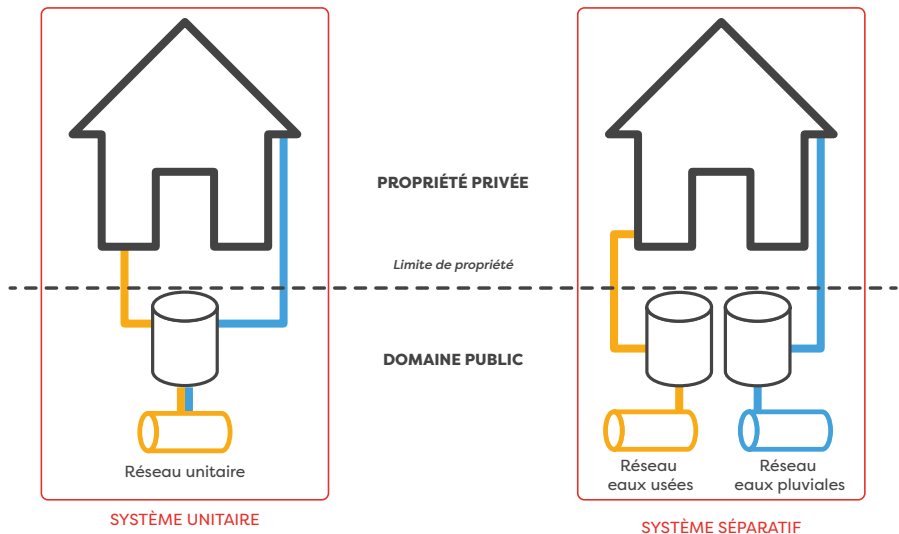 PROPRIÉTÉ PRIVÉE
Limite de propriété
DOMAINE PUBLIC
Réseau unitaire
SYSTÈME UNITAIRE
Réseau
eaux usées
Réseau
eaux pluviales
SYSTÈME SÉPARATIF